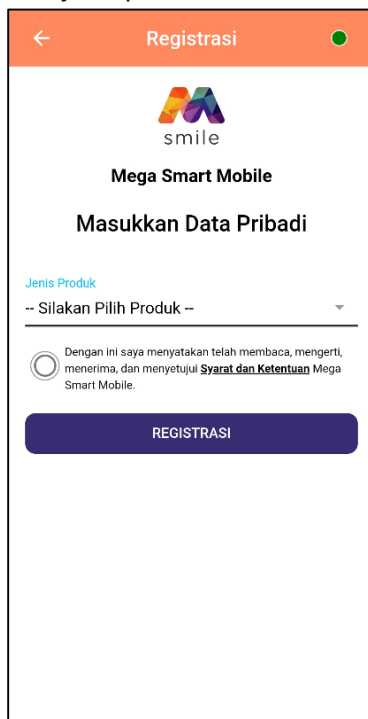 Registrasi
smile
Mega Smart Mobile
Masukkan Data Pribadi
Jenis Produk
-- Silakan Pilih Produk --
Dengan ini saya menyatakan telah membaca, mengerti,
menerima, dan menyetujui Syarat dan Ketentuan Mega
Smart Mobile.
REGISTRASI